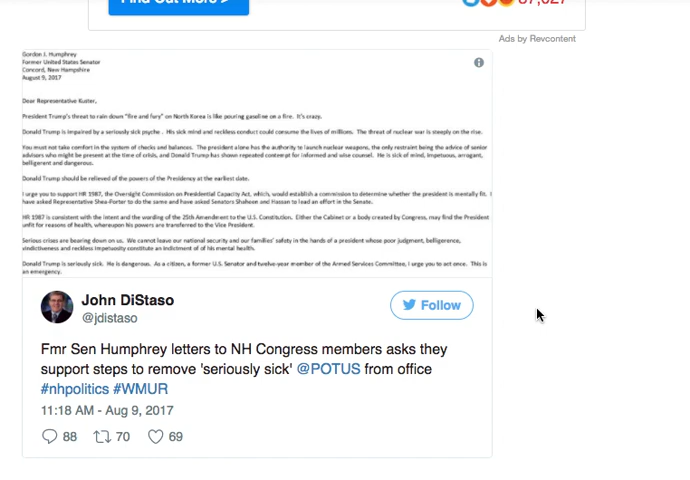 Find Out More >
37,627
Ads by Revcontent
Gordon J. Humphrey
Former United States Senator
Concord, New Hampshire
August 9, 2017
Dear Representative Kuster,
President Trump's threat to rain down "fire and fury" on North Korea is like pouring gasoline on a fire. It's crazy.
Donald Trump is impaired by a seriously sick psyche. His sick mind and reckless conduct could consume the lives of millions. The threat of nuclear war is steeply on the rise.
You must not take comfort in the system of checks and balances. The president alone has the authority to launch nuclear weapons, the only restraint being the advice of senior
advisors who might be present at the time of crisis, and Donald Trump has shown repeated contempt for informed and wise counsel. He is sick of mind, impetuous, arrogant,
belligerent and dangerous.
Donald Trump should be relieved of the powers of the Presidency at the earliest date.
I urge you to support HR 1987, the Oversight Commission on Presidential Capacity Act, which, would establish a commission to determine whether the president is mentally fit. I
have asked Representative Shea-Porter to do the same and have asked Senators Shaheen and Hassan to lead an effort in the Senate.
HR 1987 is consistent with the intent and the wording of the 25th Amendment to the U.S. Constitution. Either the Cabinet or a body created by Congress, may find the President
unfit for reasons of health, whereupon his powers are transferred to the Vice President.
Serious crises are bearing down on us. We cannot leave our national security and our families' safety in the hands of a president whose poor judgment, belligerence,
vindictiveness and reckless impetuosity constitute an indictment of his mental health.
Donald Trump is seriously sick. He is dangerous. As a citizen, a former U.S. Senator and twelve-year member of the Armed Services Committee, I urge you to act once. This is
an emergency.
John DiStaso
@jdistaso
Follow
Fmr Sen Humphrey letters to NH Congress members asks they
support steps to remove 'seriously sick' @POTUS from office
#nhpolitics #WMUR
11:18 AM - Aug 9, 2017
88 70 69